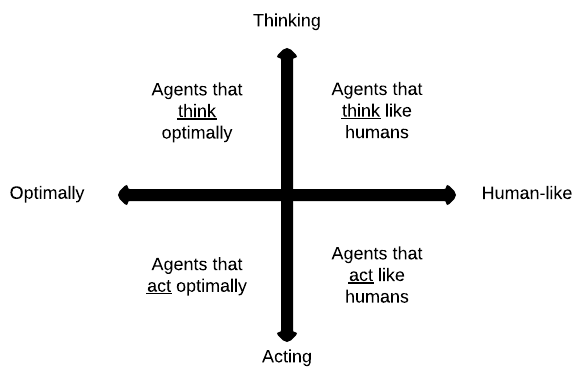 Thinking
Agents that
think
optimally
Agents that
think like
humans
Optimally
Human-like
Agents that
act optimally
Agents that
act like
humans
Acting